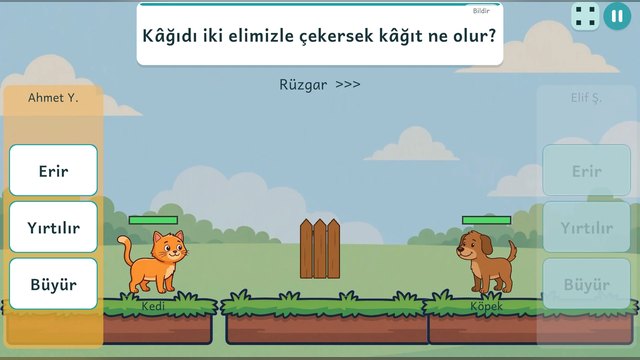 Bildir
Kâğıdı iki elimizle çekersek kâğıt ne olur?
Rüzgar >>>
Ahmet Y.
Erir
Yırtılır
Büyür
Elif Ş.
Erir
Yırtılır
Büyür
Kedi
Köpek